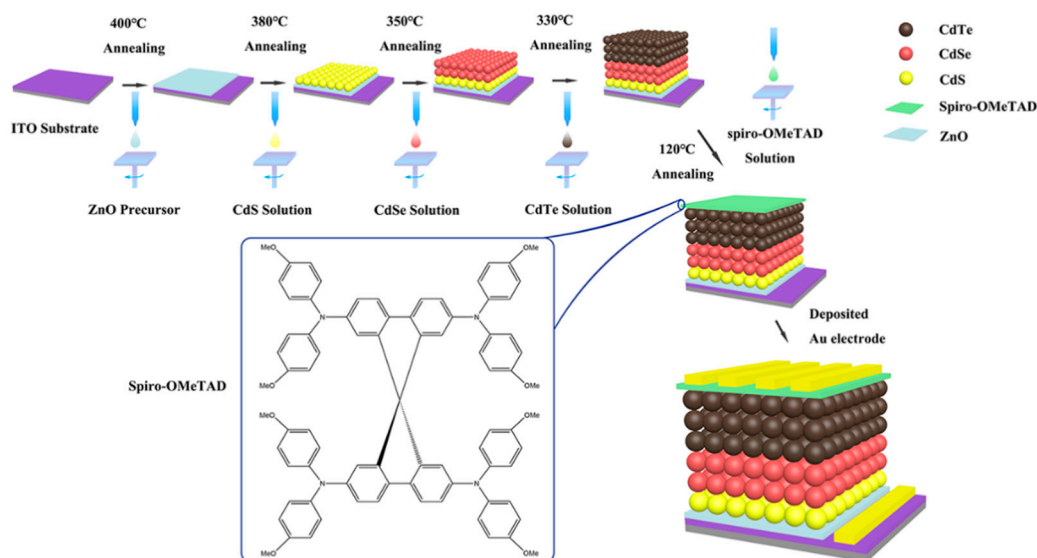 400℃
Annealing
380℃
Annealing
350℃
Annealing
330℃
Annealing
ITO Substrate
ZnO Precursor
CdS Solution
CdSe Solution
CdTe Solution
spiro-OMeTAD
Solution
CdTe
CdSe
CdS
Spiro-OMeTAD
ZnO
120℃
Annealing
Deposited
Au electrode
Spiro-OMeTAD
MeO
OMe
N
N
MeO
OMe
MeO
OMe
N
N
MeO
OMe